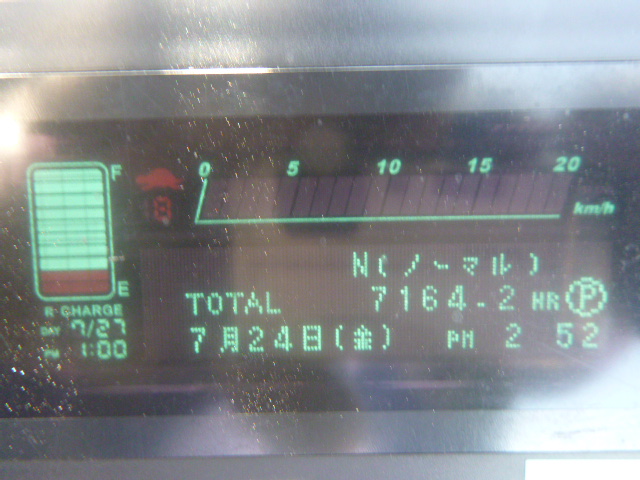 0 5 10 15 20
F
km/h
E
N(ノーマル)
R CHARGE
TOTAL 7164.2 HR P
DAY 7/27
7月24日(金) PM 2 52
PM 1:00